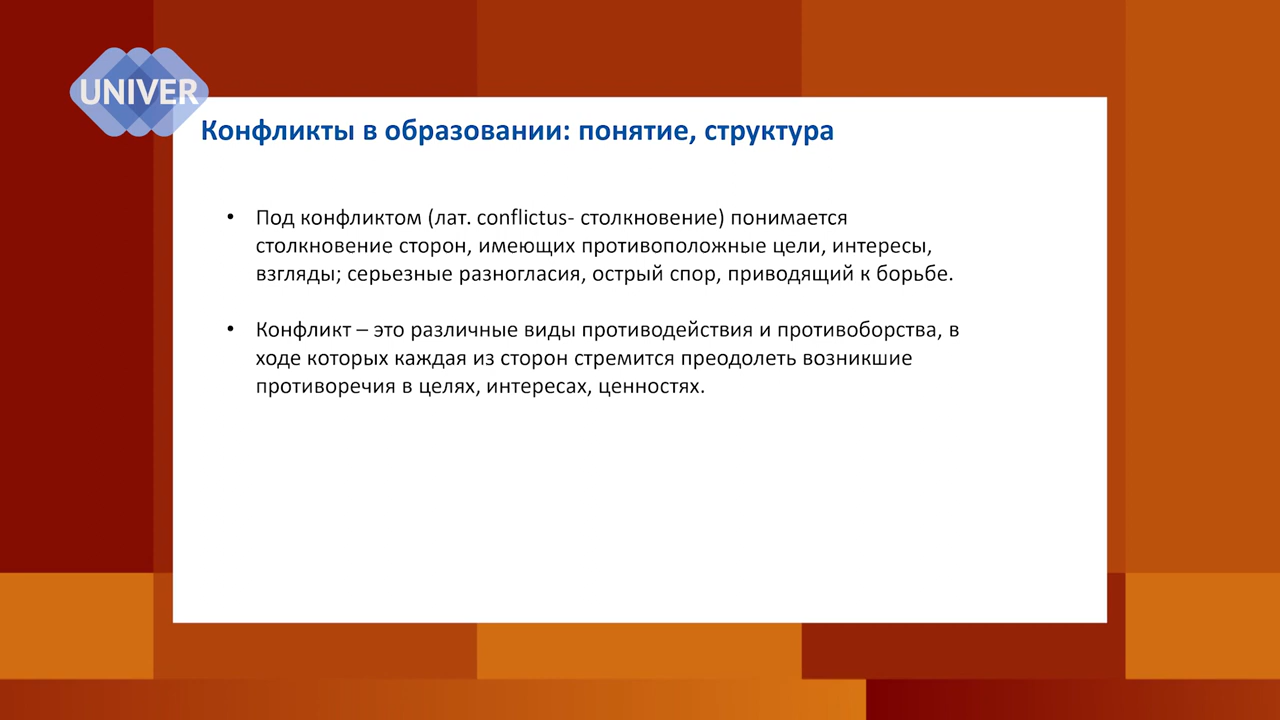 UNIVER
Конфликты в образовании: понятие, структура
• Под конфликтом (лат. conflictus- столкновение) понимается
столкновение сторон, имеющих противоположные цели, интересы,
взгляды; серьезные разногласия, острый спор, приводящий к борьбе.
• Конфликт – это различные виды противодействия и противоборства, в
ходе которых каждая из сторон стремится преодолеть возникшие
противоречия в целях, интересах, ценностях.